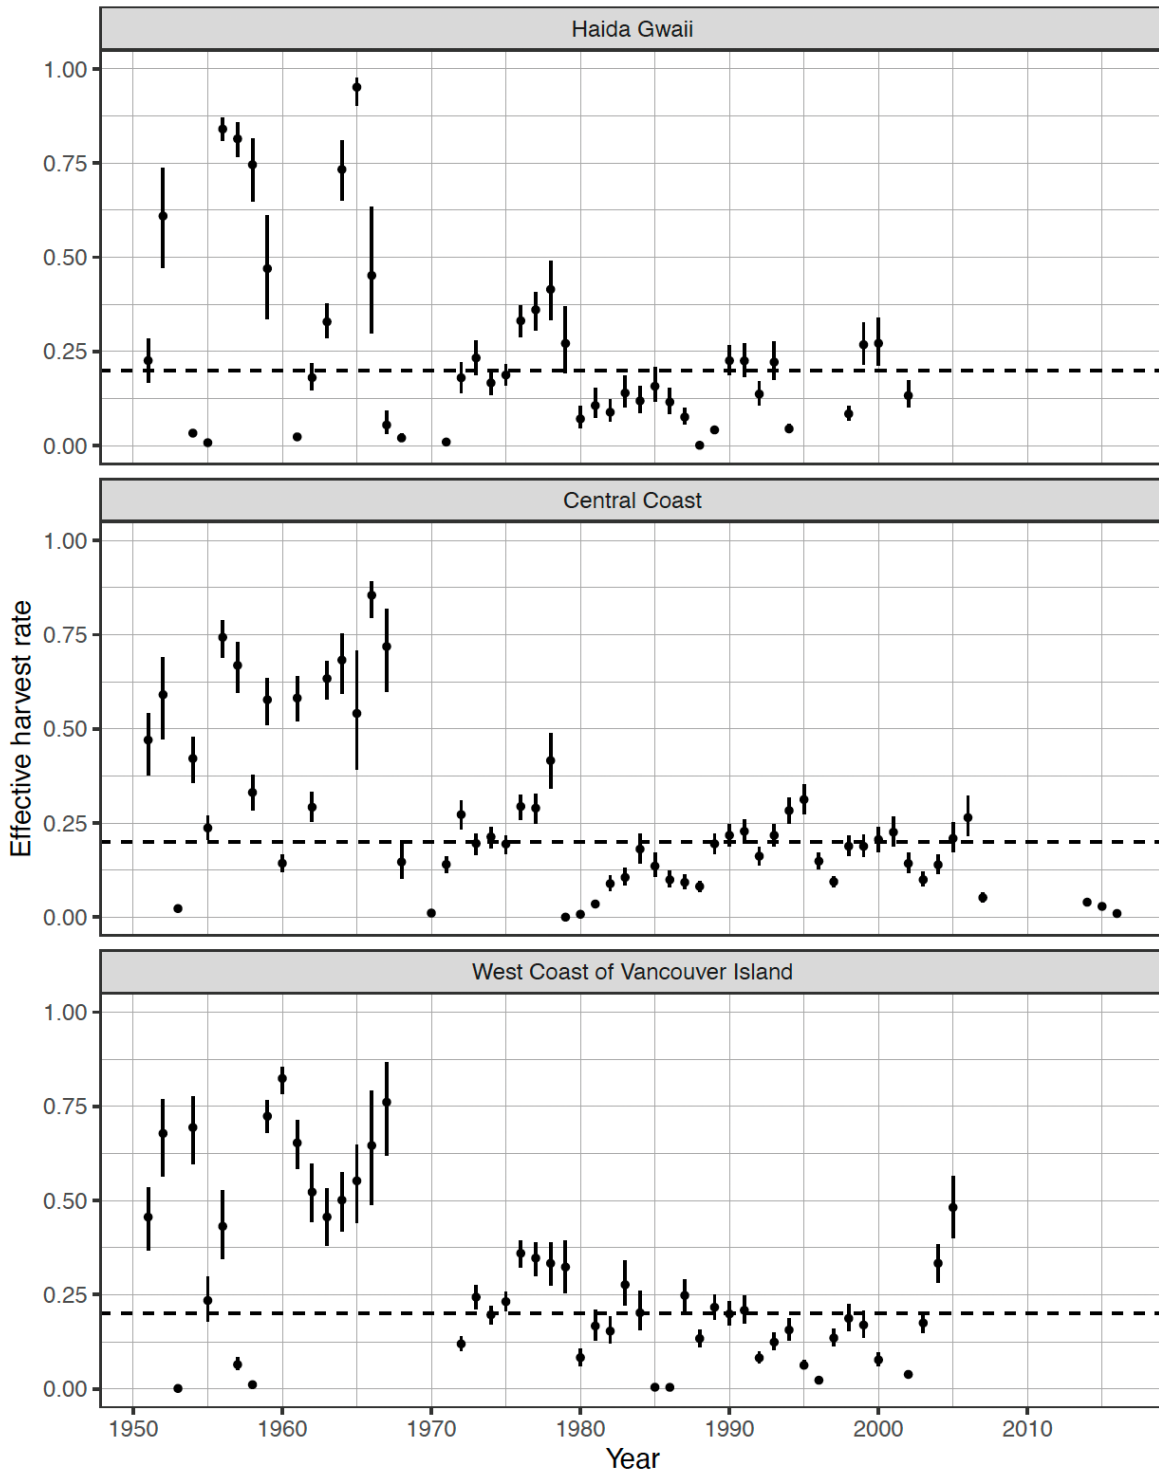 Haida Gwaii
1.00
0.75
0.50
0.25
0.00
Central Coast
1.00
0.75
0.50
0.25
0.00
Effective harvest rate
West Coast of Vancouver Island
1.00
0.75
0.50
0.25
0.00
1950 1960 1970 1980 1990 2000 2010
Year